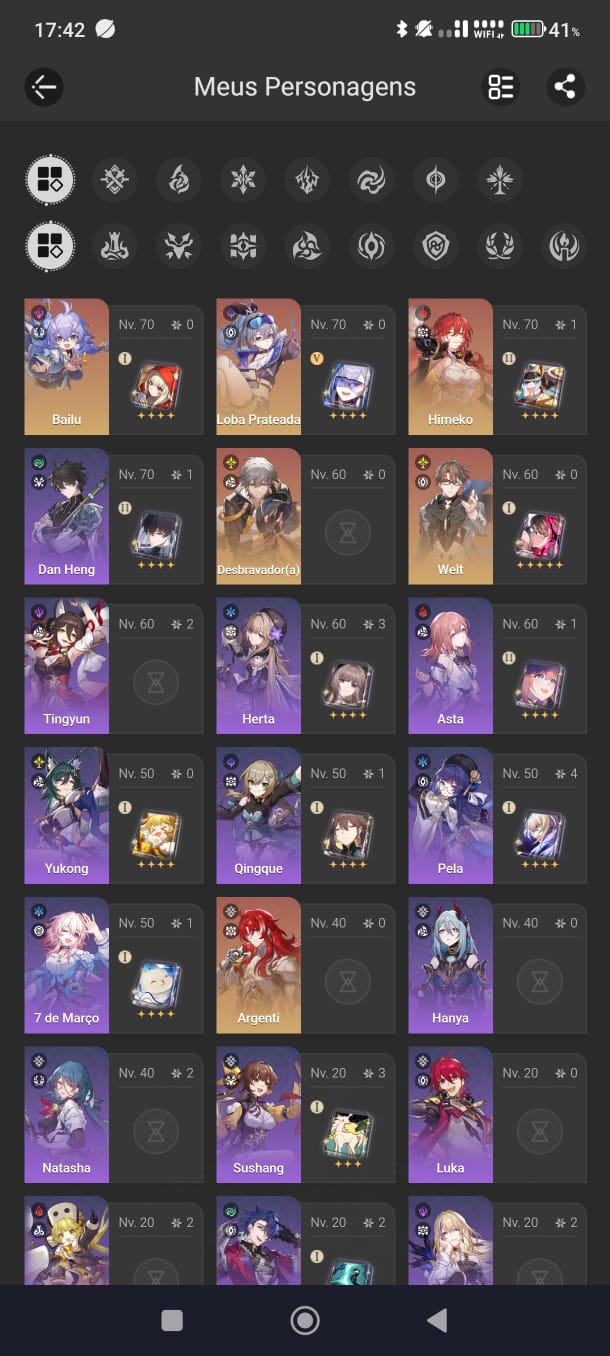 17:42
WIFI
41%
Meus Personagens
Nv. 70 0
I
Bailu
Nv. 70 0
V
Loba Prateada
Nv. 70 1
II
Himeko
Nv. 70 1
II
Dan Heng
Nv. 60 0
Desbravador(a)
Nv. 60 0
I
Welt
Nv. 60 2
Tingyun
Nv. 60 3
I
Herta
Nv. 60 1
II
Asta
Nv. 50 0
I
Yukong
Nv. 50 1
I
Qingque
Nv. 50 4
I
Pela
Nv. 50 1
I
7 de Março
Nv. 40 0
Argenti
Nv. 40 0
Hanya
Nv. 40 2
Natasha
Nv. 20 3
I
Sushang
Nv. 20 0
Luka
Nv. 20 2
Nv. 20 2
I
Nv. 20 2